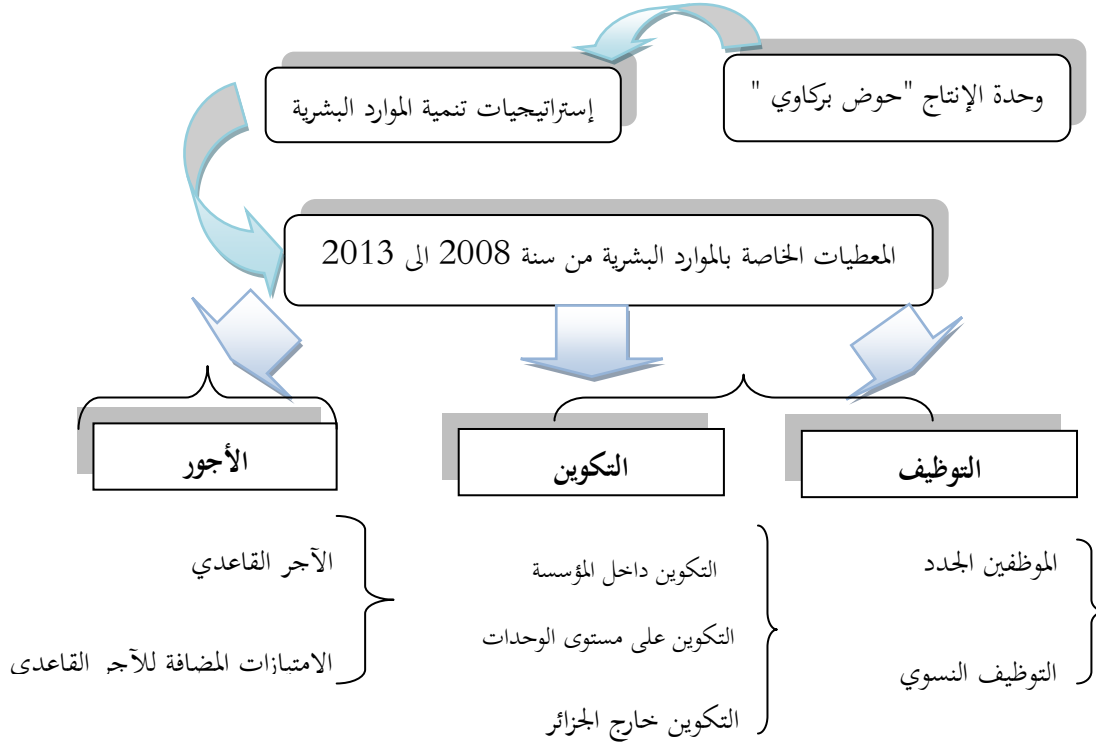 وحدة الإنتاج "حوض بركاوي "
إستراتيجيات تنمية الموارد البشرية
المعطيات الخاصة بالموارد البشرية من سنة 2008 الى 2013
التوظيف
التكوين
الأجور
الموظفين الجدد
التوظيف النسوي
التكوين داخل المؤسسة
التكوين على مستوى الوحدات
التكوين خارج الجزائر
الآجر القاعدي
الامتيازات المضافة للآجر القاعدي